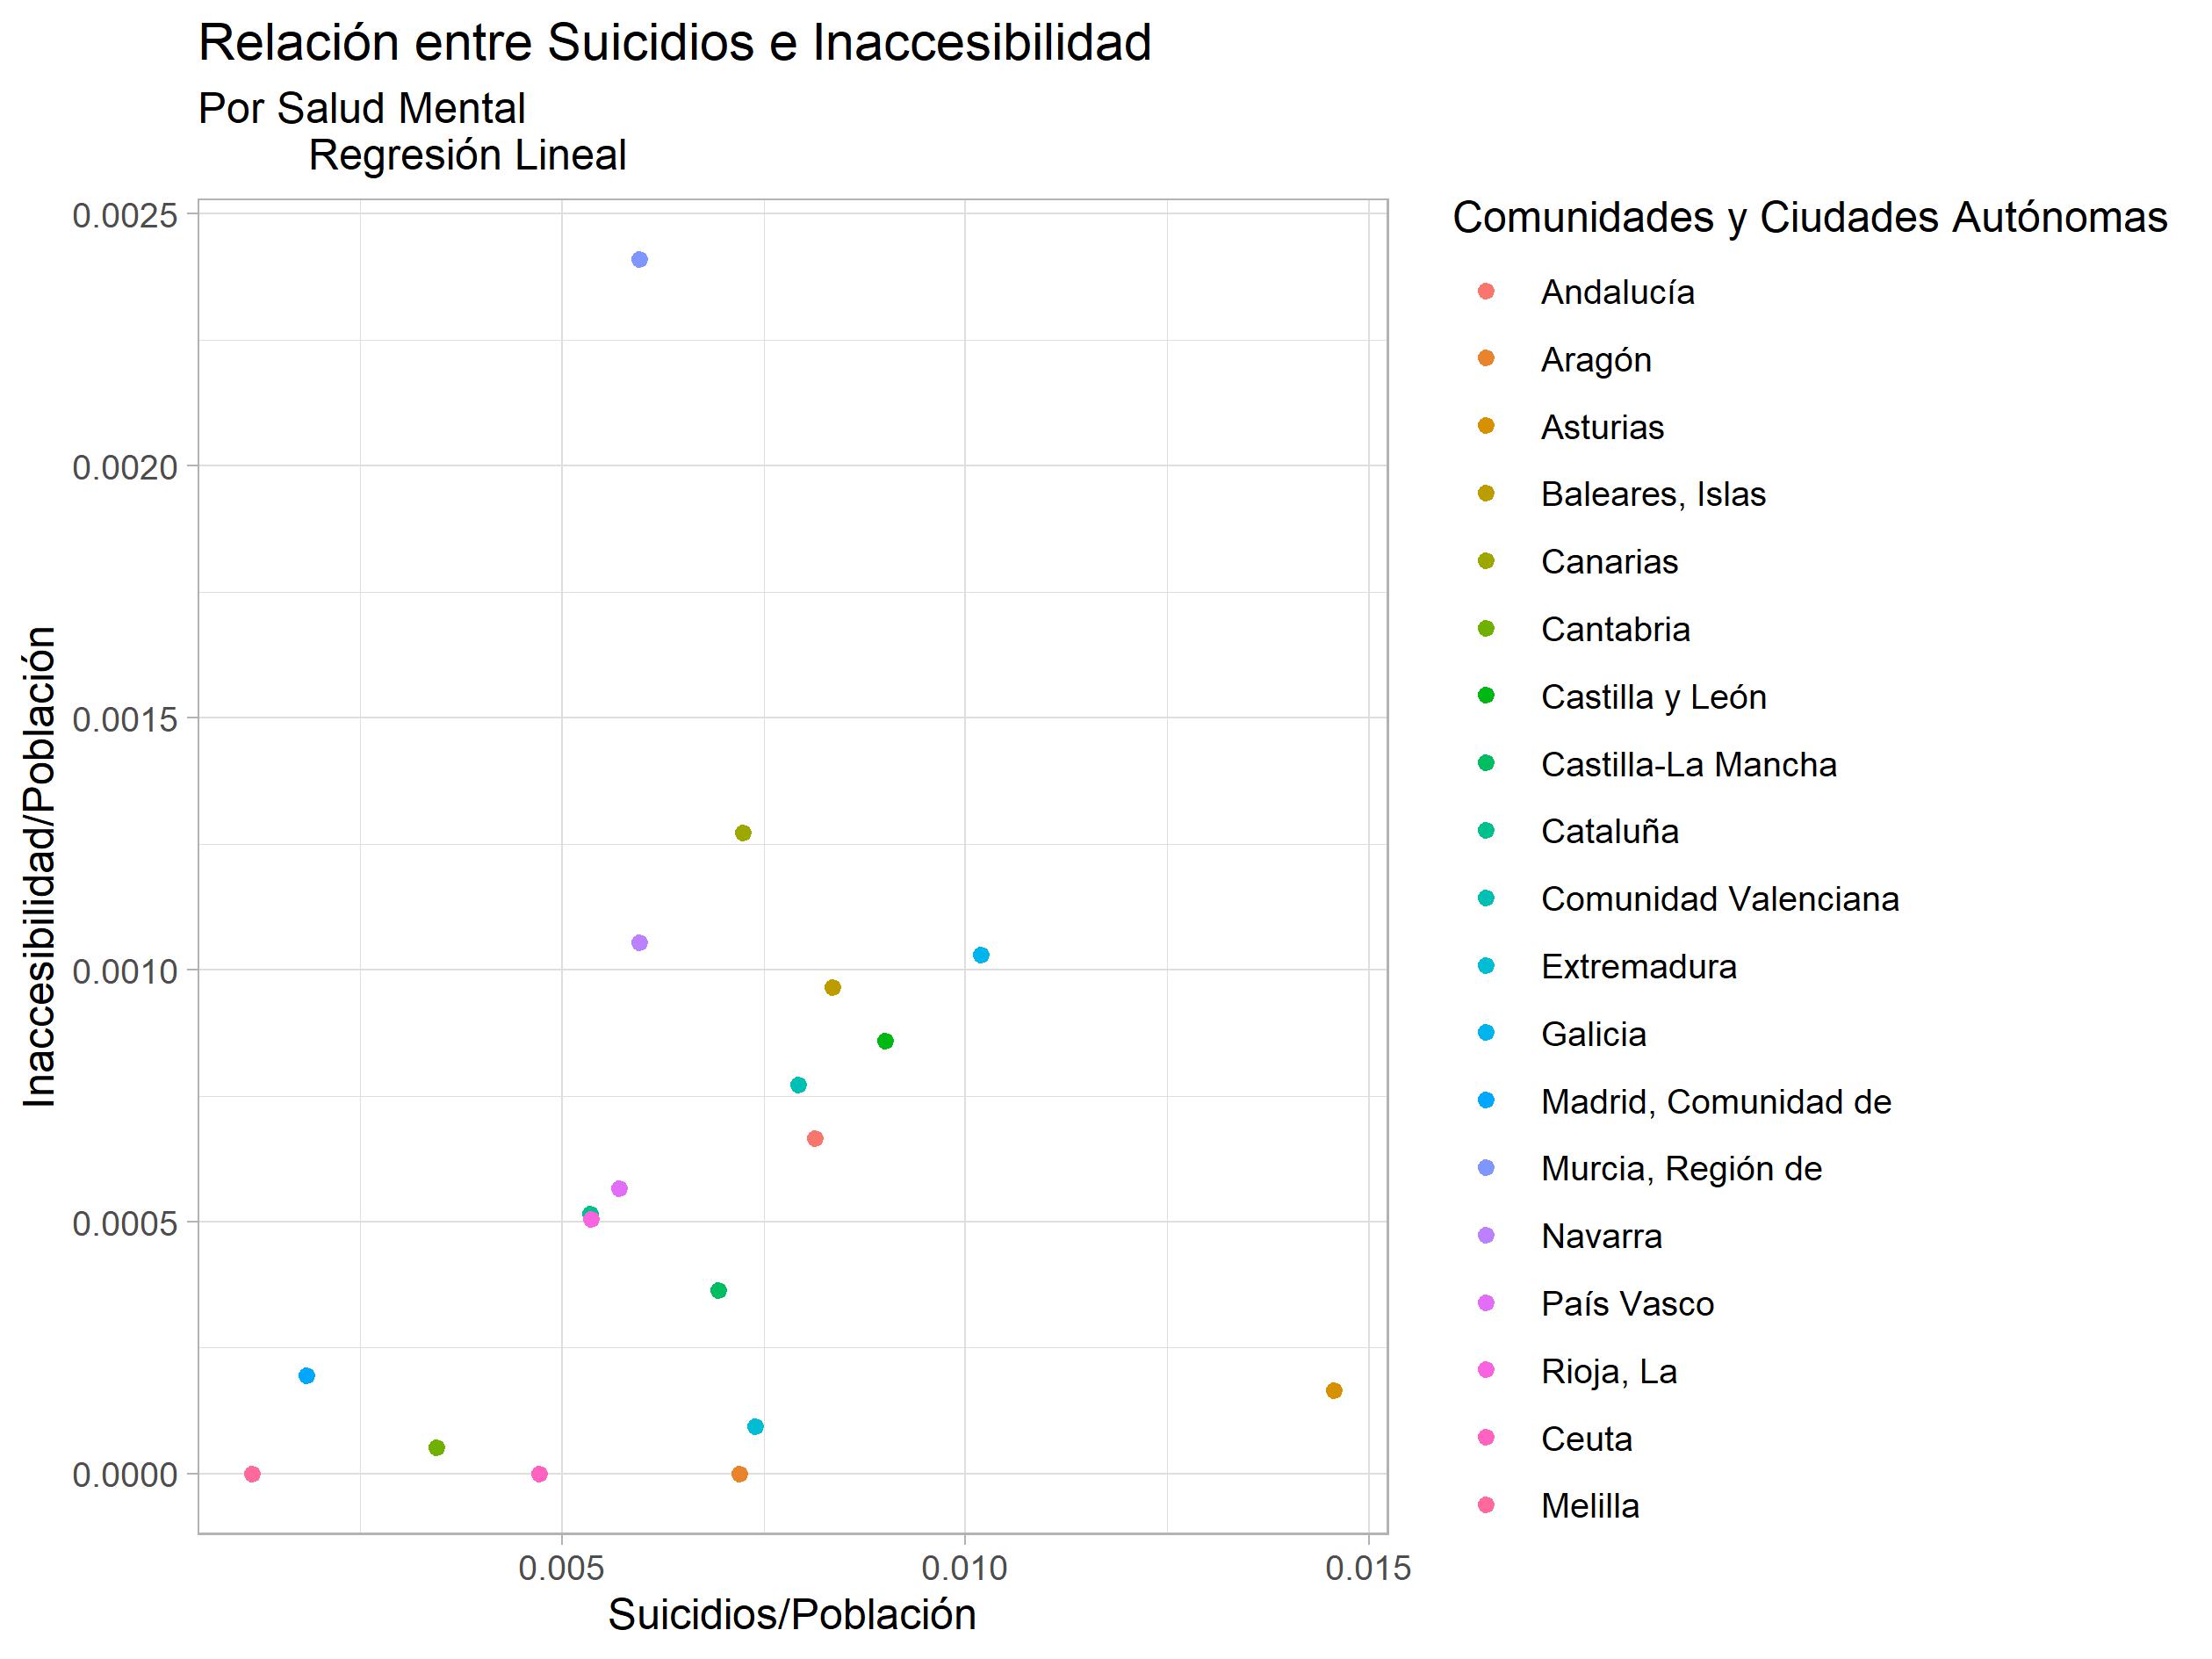 Relación entre Suicidios e Inaccesibilidad
Por Salud Mental
Regresión Lineal
0.0025
0.0020
0.0015
0.0010
0.0005
0.0000
Inaccesibilidad/Población
0.005
0.010
0.015
Suicidios/Población
Comunidades y Ciudades Autónomas
Andalucía
Aragón
Asturias
Baleares, Islas
Canarias
Cantabria
Castilla y León
Castilla-La Mancha
Cataluña
Comunidad Valenciana
Extremadura
Galicia
Madrid, Comunidad de
Murcia, Región de
Navarra
País Vasco
Rioja, La
Ceuta
Melilla